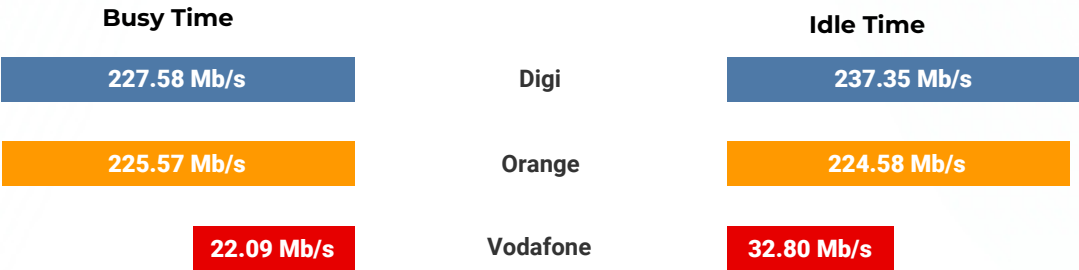 Busy Time
Idle Time
227.58 Mb/s
Digi
237.35 Mb/s
225.57 Mb/s
Orange
224.58 Mb/s
22.09 Mb/s
Vodafone
32.80 Mb/s